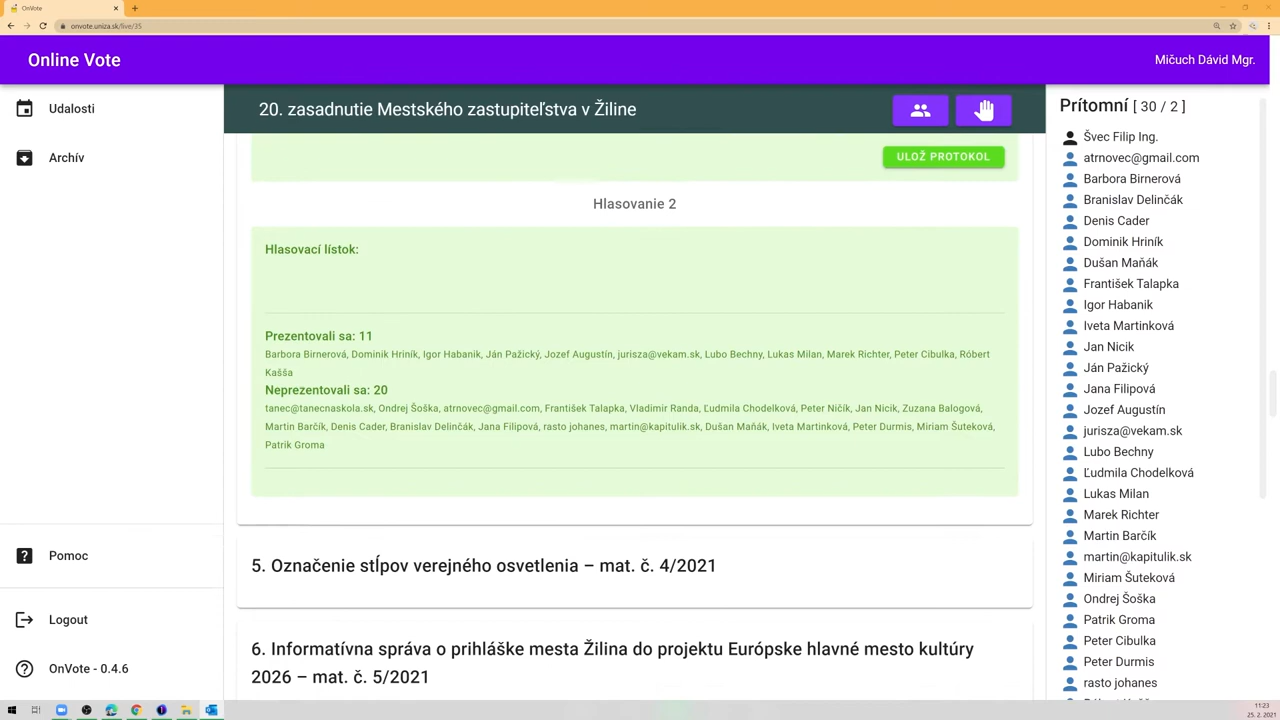 OnVote
onvote.uniza.sk/live/35
Online Vote
Mičuch Dávid Mgr.
Udalosti
Archív
Pomoc
Logout
OnVote - 0.4.6
20. zasadnutie Mestského zastupiteľstva v Žiline
ULOŽ PROTOKOL
Hlasovanie 2
Hlasovací lístok:
Prezentovali sa: 11
Barbora Birnerová, Dominik Hriník, Igor Habanik, Ján Pažický, Jozef Augustín, jurisza@vekam.sk, Lubo Bechny, Lukas Milan, Marek Richter, Peter Cibulka, Róbert
Kašša
Neprezentovali sa: 20
tanec@tanecnaskola.sk, Ondrej Šoška, atrnovec@gmail.com, František Talapka, Vladimir Randa, Ľudmila Chodelková, Peter Ničík, Jan Nicik, Zuzana Balogová,
Martin Barčík, Denis Cader, Branislav Delinčák, Jana Filipová, rasto johanes, martin@kapitulik.sk, Dušan Maňák, Iveta Martinková, Peter Durmis, Miriam Šuteková,
Patrik Groma
5. Označenie stĺpov verejného osvetlenia – mat. č. 4/2021
6. Informatívna správa o prihláške mesta Žilina do projektu Európske hlavné mesto kultúry
2026 – mat. č. 5/2021
Prítomní [ 30 / 2 ]
Švec Filip Ing.
atrnovec@gmail.com
Barbora Birnerová
Branislav Delinčák
Denis Cader
Dominik Hriník
Dušan Maňák
František Talapka
Igor Habanik
Iveta Martinková
Jan Nicik
Ján Pažický
Jana Filipová
Jozef Augustín
jurisza@vekam.sk
Lubo Bechny
Ľudmila Chodelková
Lukas Milan
Marek Richter
Martin Barčík
martin@kapitulik.sk
Miriam Šuteková
Ondrej Šoška
Patrik Groma
Peter Cibulka
Peter Durmis
rasto johanes
11:23
25. 2. 2021